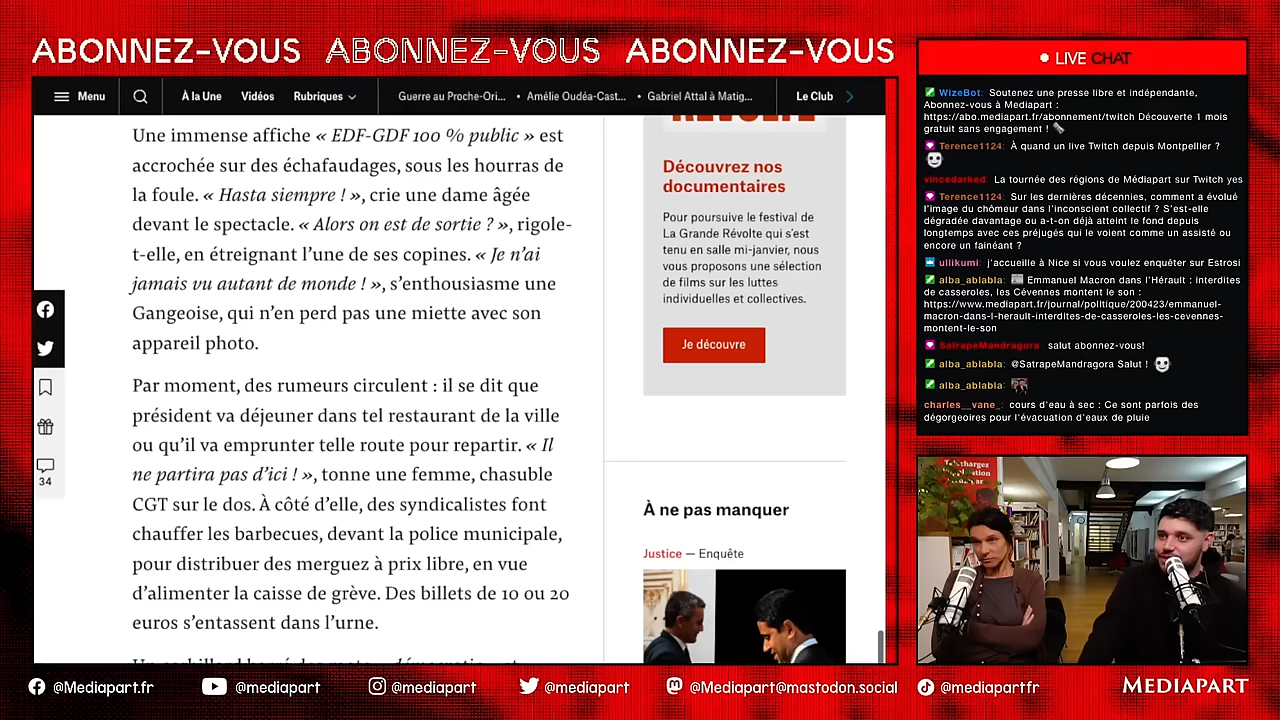 ABONNEZ-VOUS ABONNEZ-VOUS ABONNEZ-VOUS
Menu
À la Une
Vidéos
Rubriques
Guerre au Proche-Ori...
• Amélie Oudéa-Cast...
• Gabriel Attal à Matig...
Le Club
Une immense affiche « EDF-GDF 100 % public » est
accrochée sur des échafaudages, sous les hourras de
la foule. « Hasta siempre ! », crie une dame âgée
devant le spectacle. « Alors on est de sortie ? », rigole-
t-elle, en étreignant l’une de ses copines. « Je n’ai
jamais vu autant de monde ! », s’enthousiasme une
Gangeoise, qui n’en perd pas une miette avec son
appareil photo.
Par moment, des rumeurs circulent : il se dit que
président va déjeuner dans tel restaurant de la ville
ou qu’il va emprunter telle route pour repartir. « Il
ne partira pas d’ici ! », tonne une femme, chasuble
CGT sur le dos. À côté d’elle, des syndicalistes font
chauffer les barbecues, devant la police municipale,
pour distribuer des merguez à prix libre, en vue
d’alimenter la caisse de grève. Des billets de 10 ou 20
euros s’entassent dans l’urne.
34
Découvrez nos
documentaires
Pour poursuive le festival de
La Grande Révolte qui s’est
tenu en salle mi-janvier, nous
vous proposons une sélection
de films sur les luttes
individuelles et collectives.
Je découvre
À ne pas manquer
Justice — Enquête
LIVE CHAT
WizeBot: Soutenez une presse libre et indépendante,
Abonnez-vous à Mediapart :
https://abo.mediapart.fr/abonnement/twitch Découverte 1 mois
gratuit sans engagement !
Terence1124: À quand un live Twitch depuis Montpellier ?
vincedarked: La tournée des régions de Médiapart sur Twitch yes
Terence1124: Sur les dernières décennies, comment a évolué
l'image du chômeur dans l'inconscient collectif ? S'est-elle
dégradée davantage ou a-t-on déjà atteint le fond depuis
longtemps avec ces préjugés qui le voient comme un assisté ou
encore un fainéant ?
ullikumi: j'accueille à Nice si vous voulez enquêter sur Estrosi
alba_ablabla: Emmanuel Macron dans l'Hérault : interdites
de casseroles, les Cévennes montent le son :
https://www.mediapart.fr/journal/politique/200423/emmanuel-
macron-dans-l-herault-interdites-de-casseroles-les-cevennes-
montent-le-son
SatrapeMandragora: salut abonnez-vous!
alba_ablabla: @SatrapeMandragora Salut !
alba_ablabla:
charles__vane_: cours d'eau à sec : Ce sont parfois des
dégorgeoires pour l'évacuation d'eaux de pluie
@Mediapart.fr
@mediapart
@mediapart
@mediapart
@Mediapart@mastodon.social
@mediapartfr
MEDIAPART